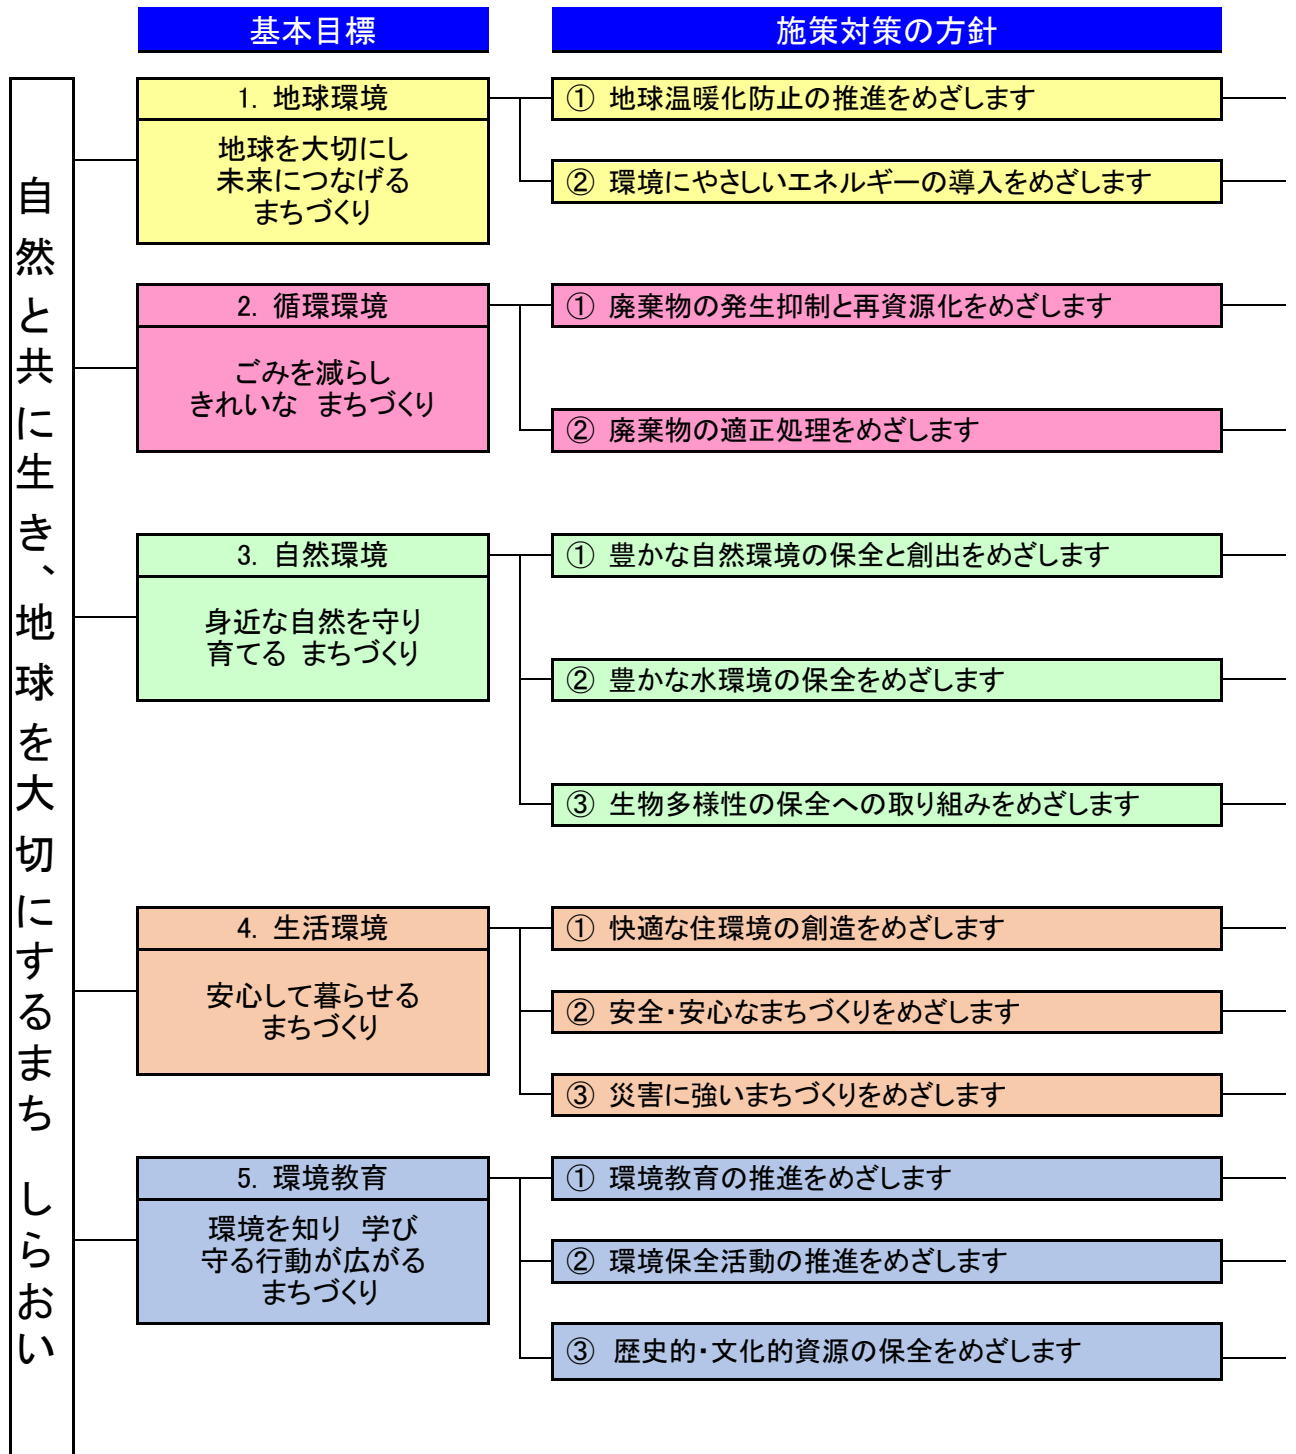 基本目標
施策対策の方針
自然と共に生き、地球を大切にするまち しらおい
1. 地球環境
地球を大切にし
未来につなげる
まちづくり
① 地球温暖化防止の推進をめざします
② 環境にやさしいエネルギーの導入をめざします
2. 循環環境
ごみを減らし
きれいな まちづくり
① 廃棄物の発生抑制と再資源化をめざします
② 廃棄物の適正処理をめざします
3. 自然環境
身近な自然を守り
育てる まちづくり
① 豊かな自然環境の保全と創出をめざします
② 豊かな水環境の保全をめざします
③ 生物多様性の保全への取り組みをめざします
4. 生活環境
安心して暮らせる
まちづくり
① 快適な住環境の創造をめざします
② 安全・安心なまちづくりをめざします
③ 災害に強いまちづくりをめざします
5. 環境教育
環境を知り 学び
守る行動が広がる
まちづくり
① 環境教育の推進をめざします
② 環境保全活動の推進をめざします
③ 歴史的・文化的資源の保全をめざします